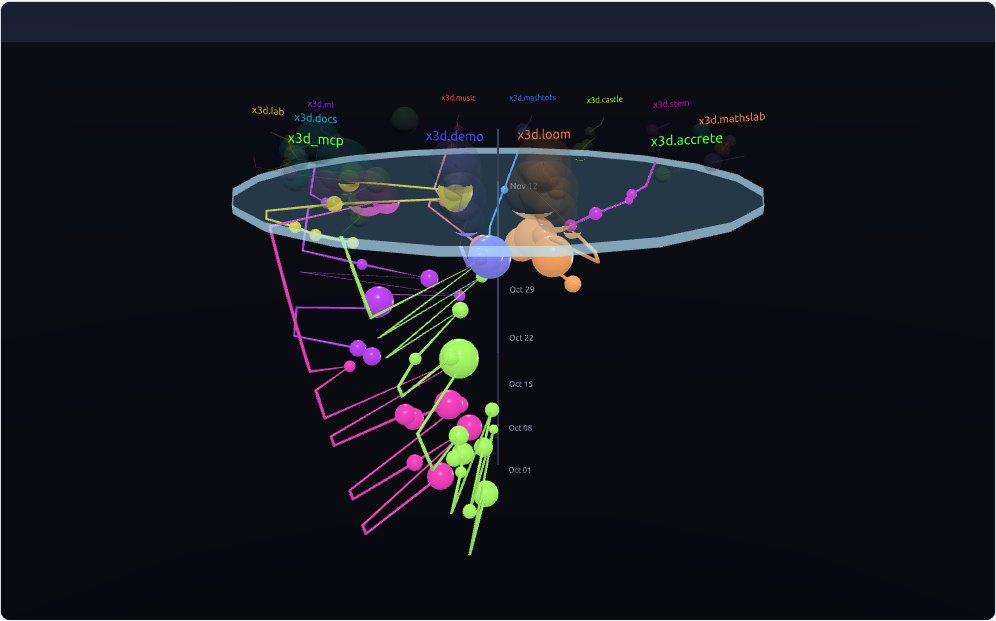 x3d.music
x3d.mashtots
x3d.castle
x3d.ml
x3d.stem
x3d.lab
x3d.docs
x3d.mathslab
x3d_mcp
x3d.demo
x3d.loom
x3d.accrete
Nov 12
Oct 29
Oct 22
Oct 15
Oct 08
Oct 01